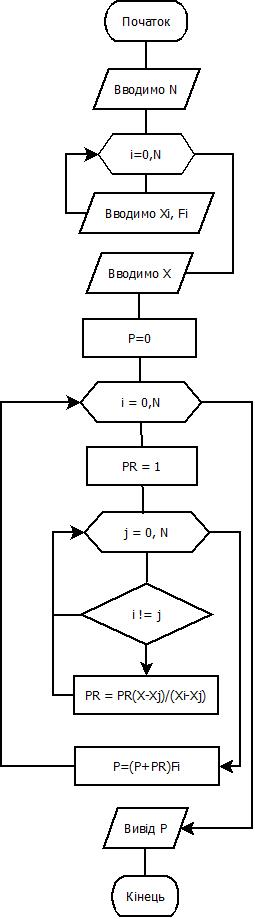 Початок
Вводимо N
i=0,N
Вводимо Xi, Fi
Вводимо X
P=0
i = 0,N
PR = 1
j = 0, N
i != j
PR = PR(X-Xj)/(Xi-Xj)
P=(P+PR)Fi
Вивід P
Кінець